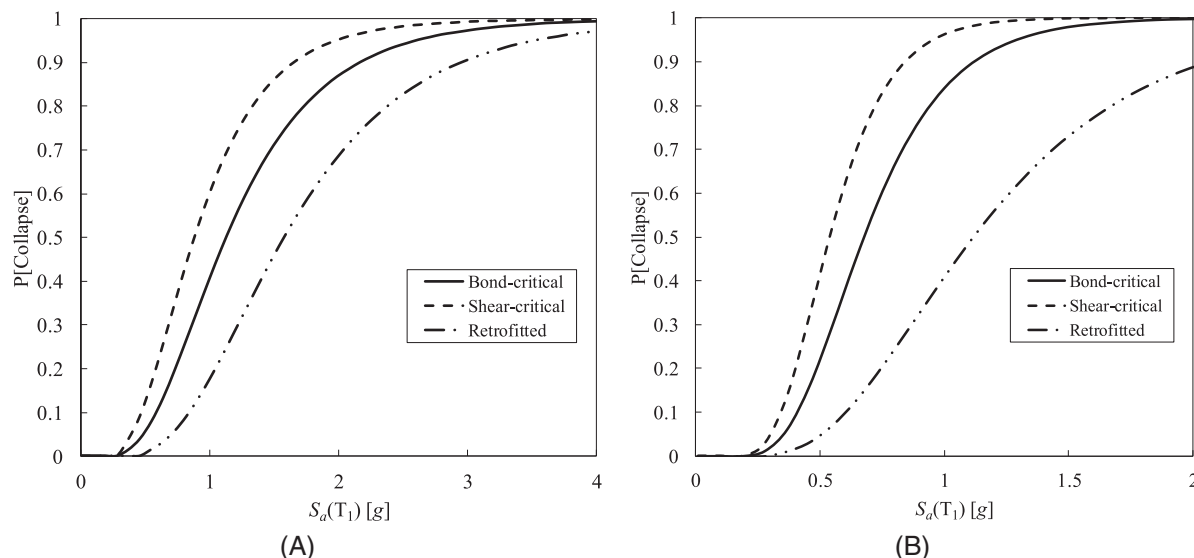 1
0.9
0.8
0.7
0.6
0.5
0.4
0.3
0.2
0.1
0
P[Collapse]
Bond-critical
Shear-critical
Retrofitted
0 1 2 3 4
Sa(T1) [g]
(A)
1
0.9
0.8
0.7
0.6
0.5
0.4
0.3
0.2
0.1
0
P[Collapse]
Bond-critical
Shear-critical
Retrofitted
0 0.5 1 1.5 2
Sa(T1) [g]
(B)